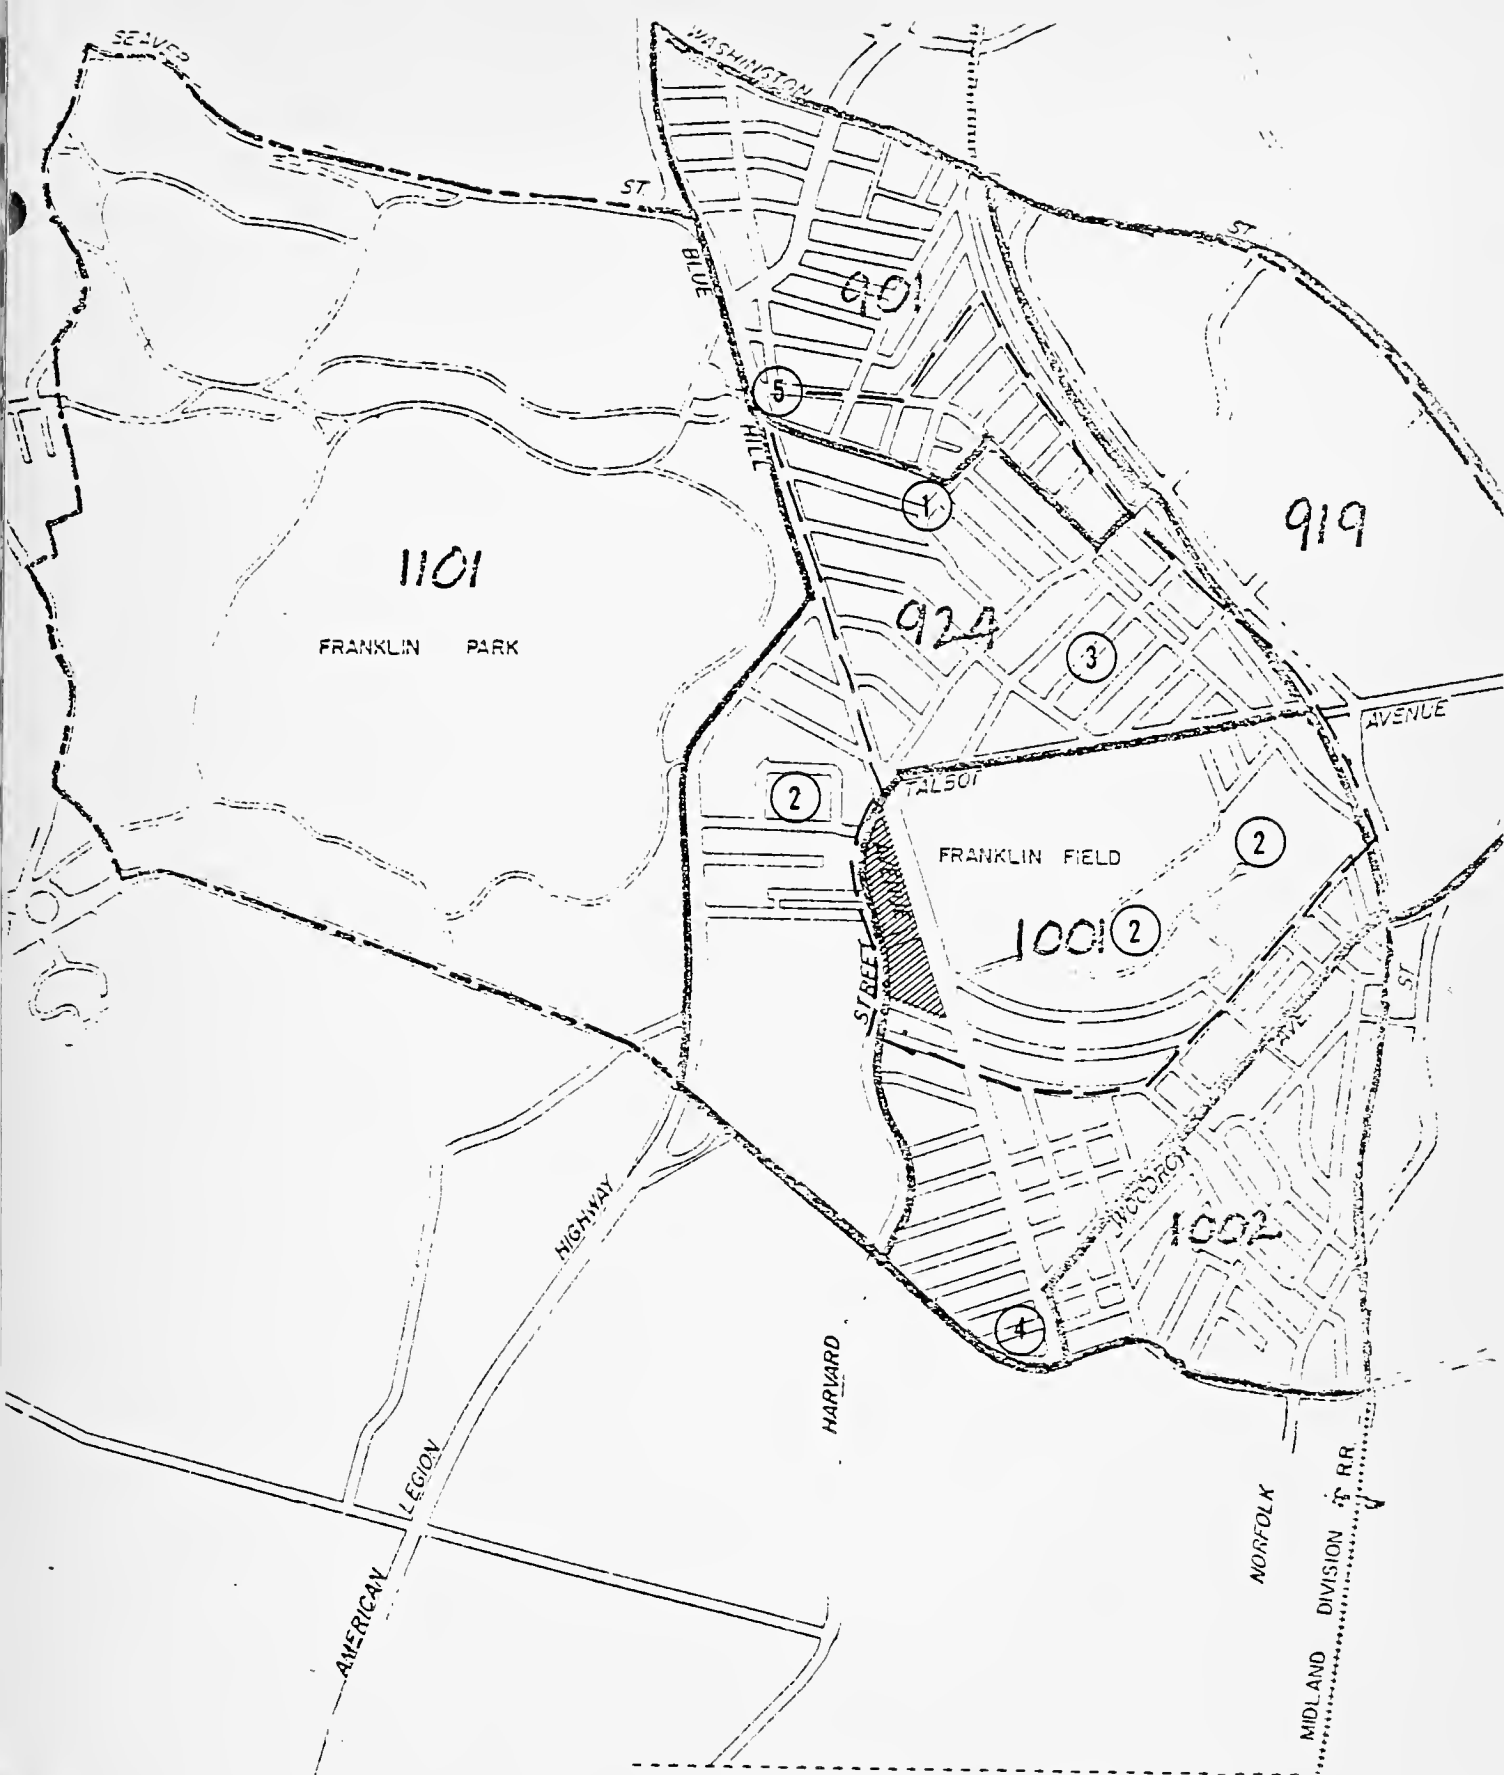 SEAVER
WASHINGTON
ST.
ST.
BLUE
901
5
HILL
1
919
1101
924
FRANKLIN PARK
3
AVENUE
TALBOT
2
FRANKLIN FIELD
2
1001
2
STREET
ST
AVE
WOODROW
1002
HIGHWAY
4
HARVARD
LEGION
R.R.
NORFOLK
DIVISION
AMERICAN
MIDLAND